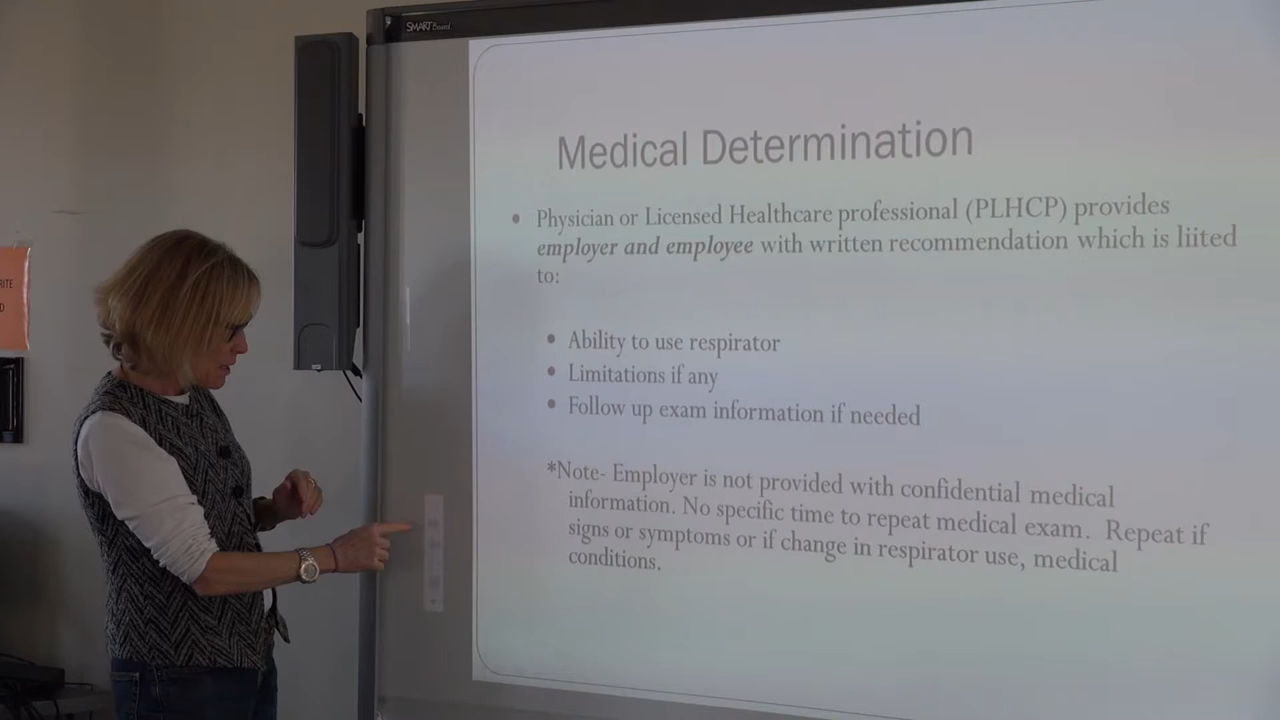 SMART Board
Medical Determination
• Physician or Licensed Healthcare professional (PLHCP) provides
employer and employee with written recommendation which is liited
to:
• Ability to use respirator
• Limitations if any
• Follow up exam information if needed
*Note- Employer is not provided with confidential medical
information. No specific time to repeat medical exam. Repeat if
signs or symptoms or if change in respirator use, medical
conditions.